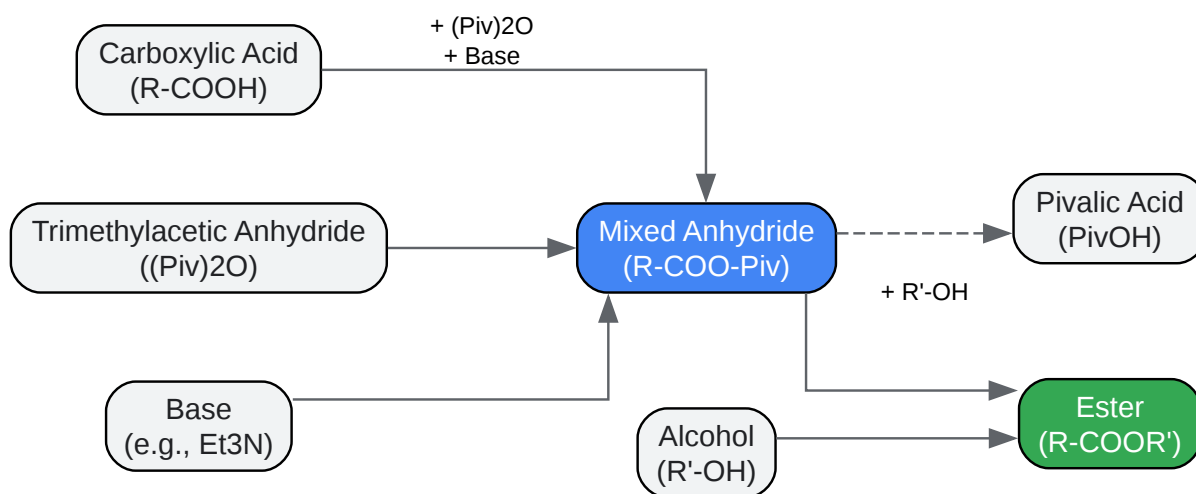 Carboxylic Acid
(R-COOH)
+ (Piv)2O
+ Base
Trimethylacetic Anhydride
((Piv)2O)
Mixed Anhydride
(R-COO-Piv)
Pivalic Acid
(PivOH)
+ R'-OH
Base
(e.g., Et3N)
Alcohol
(R'-OH)
Ester
(R-COOR')